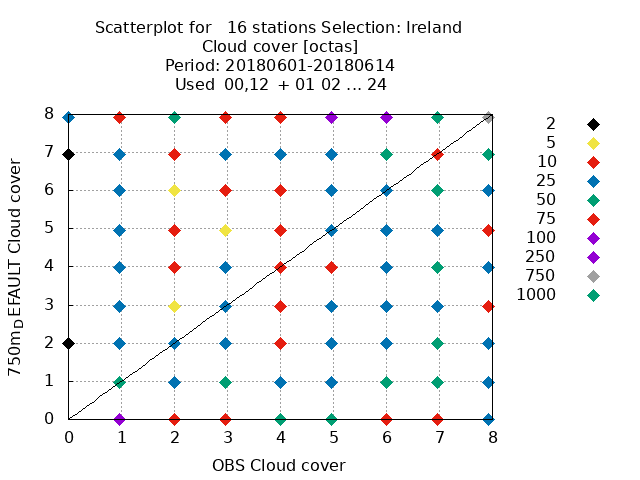 Scatterplot for   16 stations Selection: Ireland
Cloud cover [octas]
Period: 20180601-20180614
Used  00,12  + 01 02 ... 24
8
7
6
5
4
3
2
1
0
750m_DEFAULT Cloud cover
0 1 2 3 4 5 6 7 8
OBS Cloud cover
2
5
10
25
50
75
100
250
750
1000